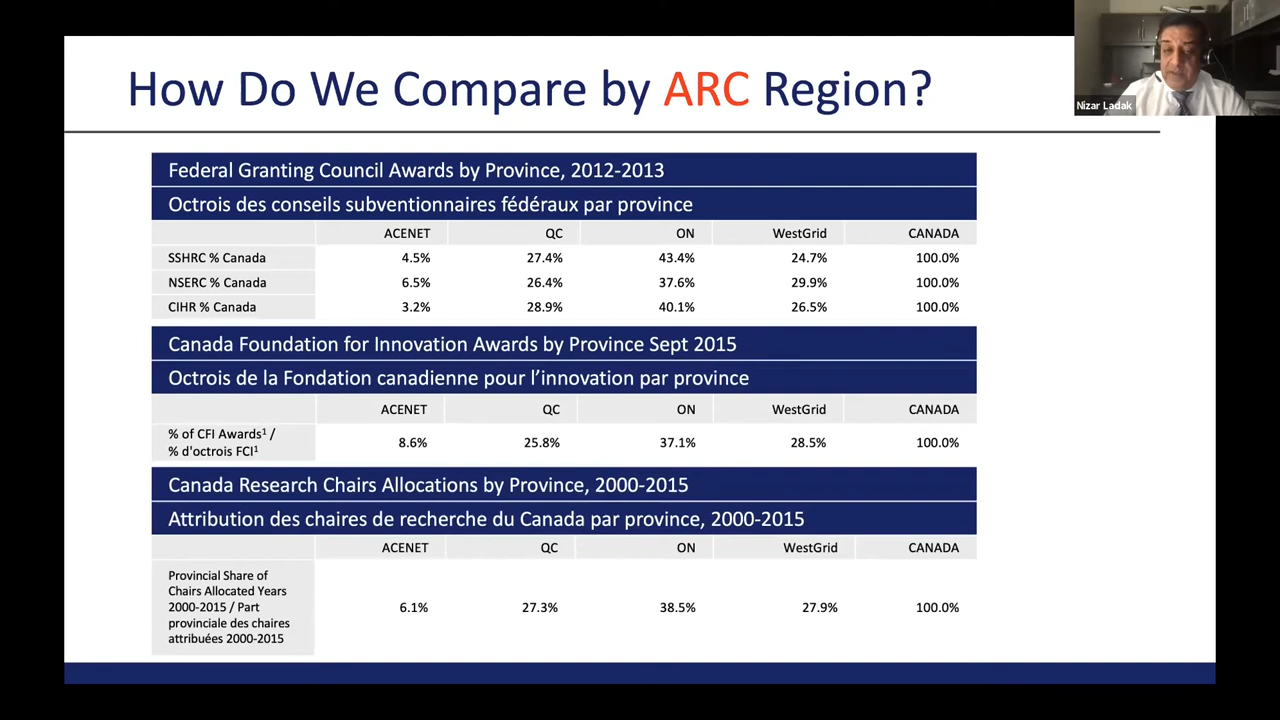 How Do We Compare by ARC Region?
Nizar Ladak
Federal Granting Council Awards by Province, 2012-2013
Octrois des conseils subventionnaires fédéraux par province
ACENET QC ON WestGrid CANADA
SSHRC % Canada 4.5% 27.4% 43.4% 24.7% 100.0%
NSERC % Canada 6.5% 26.4% 37.6% 29.9% 100.0%
CIHR % Canada 3.2% 28.9% 40.1% 26.5% 100.0%
Canada Foundation for Innovation Awards by Province Sept 2015
Octrois de la Fondation canadienne pour l’innovation par province
ACENET QC ON WestGrid CANADA
% of CFI Awards¹ /
% d'octrois FCI¹ 8.6% 25.8% 37.1% 28.5% 100.0%
Canada Research Chairs Allocations by Province, 2000-2015
Attribution des chaires de recherche du Canada par province, 2000-2015
ACENET QC ON WestGrid CANADA
Provincial Share of
Chairs Allocated Years
2000-2015 / Part 6.1% 27.3% 38.5% 27.9% 100.0%
provinciale des chaires
attribuées 2000-2015